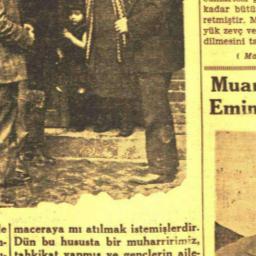 kadar bütü
retmiştir. M
yük zevç ve
dilmesini ta
Mua
Emin
maceraya mı atılmak istemişlerdir.
Dün bu hususta bir muharririmiz,
tahkikat yapmış ve gençlerin aile-